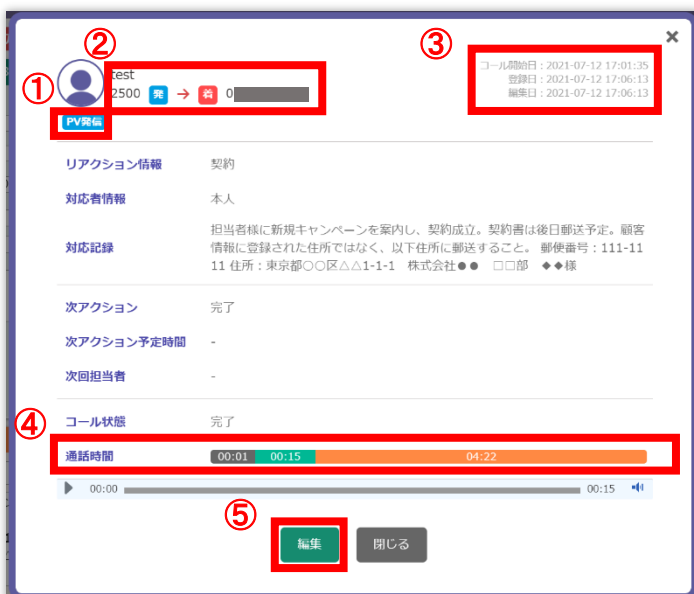 ×
②
③
①
test
2500 発 → 着 0
PV発信
コール開始日：2021-07-12 17:01:35
登録日：2021-07-12 17:06:13
編集日：2021-07-12 17:06:13
リアクション情報 契約
対応者情報 本人
対応記録
担当者様に新規キャンペーンを案内し、契約成立。契約書は後日郵送予定。顧客
情報に登録された住所ではなく、以下住所に郵送すること。 郵便番号：111-11
11 住所：東京都〇〇区△△1-1-1 株式会社●● □□部 ◆◆様
次アクション 完了
次アクション予定時間 -
次回担当者 -
コール状態 完了
④
通話時間 00:01 00:15 04:22
00:00 00:15
⑤
編集 閉じる